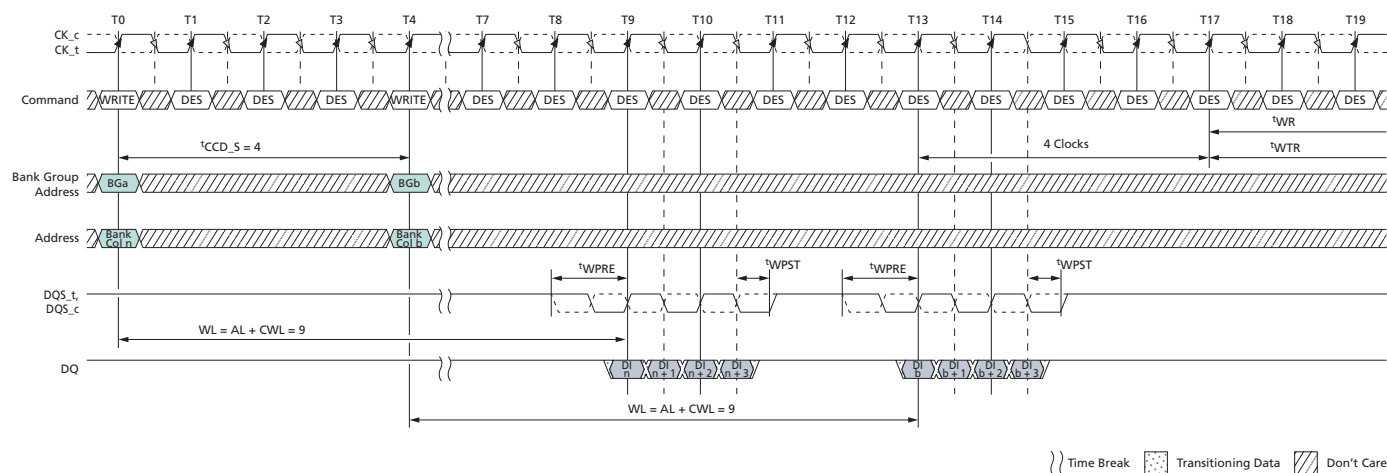 T0 T1 T2 T3 T4 T7 T8 T9 T10 T11 T12 T13 T14 T15 T16 T17 T18 T19
CK_c
CK_t
Command WRITE DES DES DES WRITE DES DES DES DES DES DES DES DES DES DES DES DES DES
tWR
tCCD_S = 4 4 Clocks tWTR
Bank Group
Address BGa BGb
Address Bank
Col n Bank
Col b
tWPRE tWPST tWPRE tWPST
DQS_t,
DQS_c
WL = AL + CWL = 9
DQ DI
n DI
n + 1 DI
n + 2 DI
n + 3 DI
b DI
b + 1 DI
b + 2 DI
b + 3
WL = AL + CWL = 9
Time Break Transitioning Data Don't Care